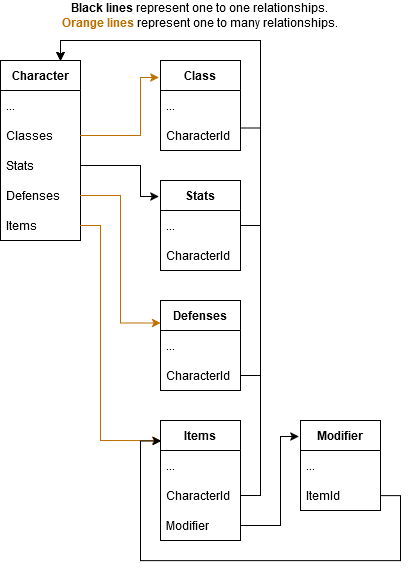 Black lines represent one to one relationships.
Orange lines represent one to many relationships.
Character
...
Classes
Stats
Defenses
Items
Class
...
CharacterId
Stats
...
CharacterId
Defenses
...
CharacterId
Items
...
CharacterId
Modifier
Modifier
...
ItemId